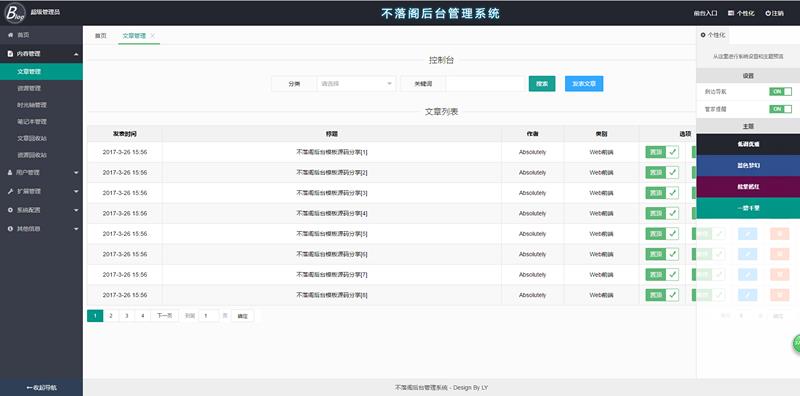 Blog 超级管理员
不落阁后台管理系统
前台入口 个性化 注销
首页
内容管理
文章管理
资源管理
时光轴管理
笔记本管理
文章回收站
资源回收站
用户管理
扩展管理
系统配置
其他信息
收起导航
首页 文章管理
控制台
分类 请选择 关键词 搜索 发表文章
文章列表
发表时间 标题 作者 类别 选项
2017-3-26 15:56 不落阁后台模板源码分享[1] Absolutely Web前端 置顶
2017-3-26 15:56 不落阁后台模板源码分享[2] Absolutely Web前端 置顶
2017-3-26 15:56 不落阁后台模板源码分享[3] Absolutely Web前端 置顶
2017-3-26 15:56 不落阁后台模板源码分享[4] Absolutely Web前端 置顶
2017-3-26 15:56 不落阁后台模板源码分享[5] Absolutely Web前端 置顶
2017-3-26 15:56 不落阁后台模板源码分享[6] Absolutely Web前端 置顶
2017-3-26 15:56 不落阁后台模板源码分享[7] Absolutely Web前端 置顶
2017-3-26 15:56 不落阁后台模板源码分享[8] Absolutely Web前端 置顶
1 2 3 4 下一页 到第 1 页 确定
个性化
从这里进行系统设置和主题预览
设置
侧边导航 ON
管家提醒 ON
主题
低调优雅
蓝色梦幻
姹紫嫣红
一碧千里
不落阁后台管理系统 - Design By LY